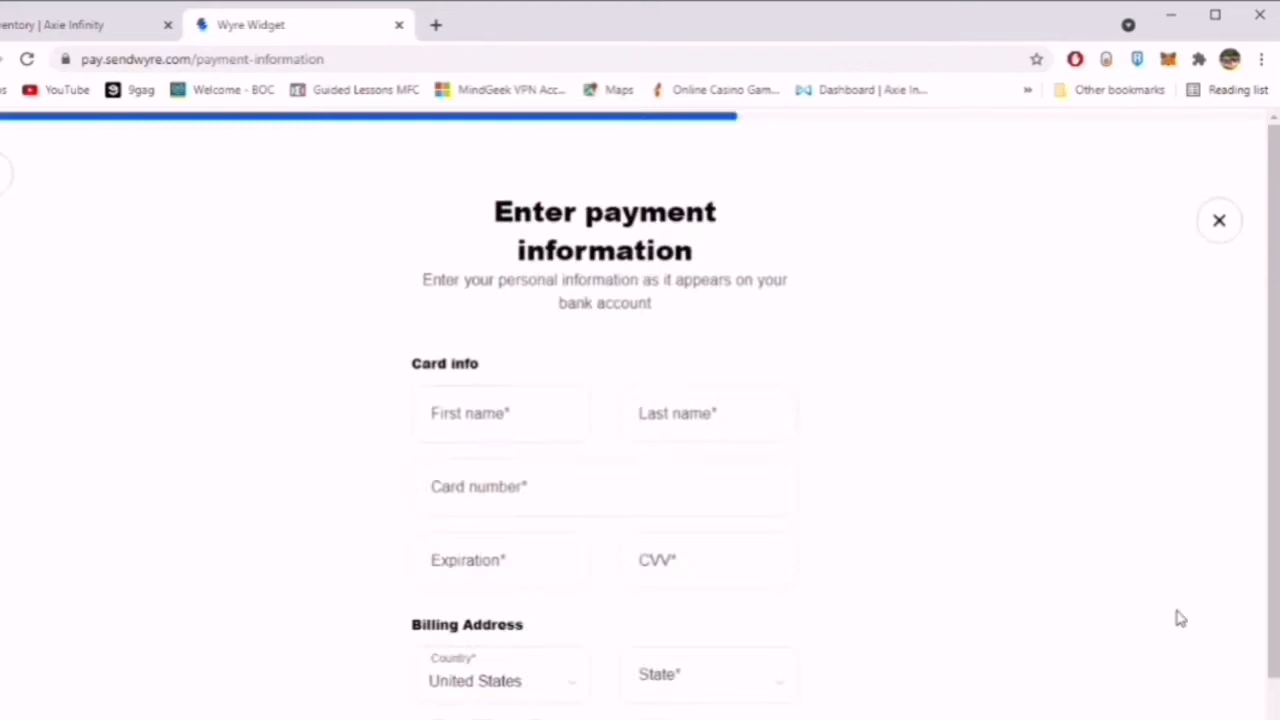 entory | Axie Infinity
Wyre Widget
pay.sendwyre.com/payment-information
YouTube
9gag
Welcome - BOC
Guided Lessons MFC
MindGeek VPN Acc...
Maps
Online Casino Gam...
Dashboard | Axie In...
»
Other bookmarks
Reading list
Enter payment
information
Enter your personal information as it appears on your
bank account
Card info
First name*
Last name*
Card number*
Expiration*
CVV*
Billing Address
Country*
United States
State*